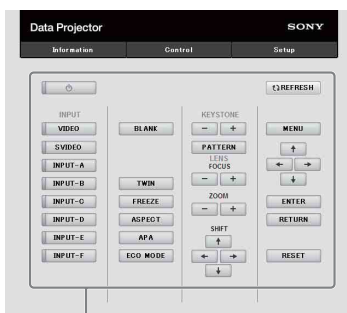 Data Projector
SONY
Information
Control
Setup
REFRESH
INPUT
VIDEO
SVIDEO
INPUT-A
INPUT-B
INPUT-C
INPUT-D
INPUT-E
INPUT-F
BLANK
TWIN
FREEZE
ASPECT
APA
ECO MODE
KEYSTONE
- +
PATTERN
LENS
FOCUS
- +
ZOOM
- +
SHIFT
MENU
ENTER
RETURN
RESET